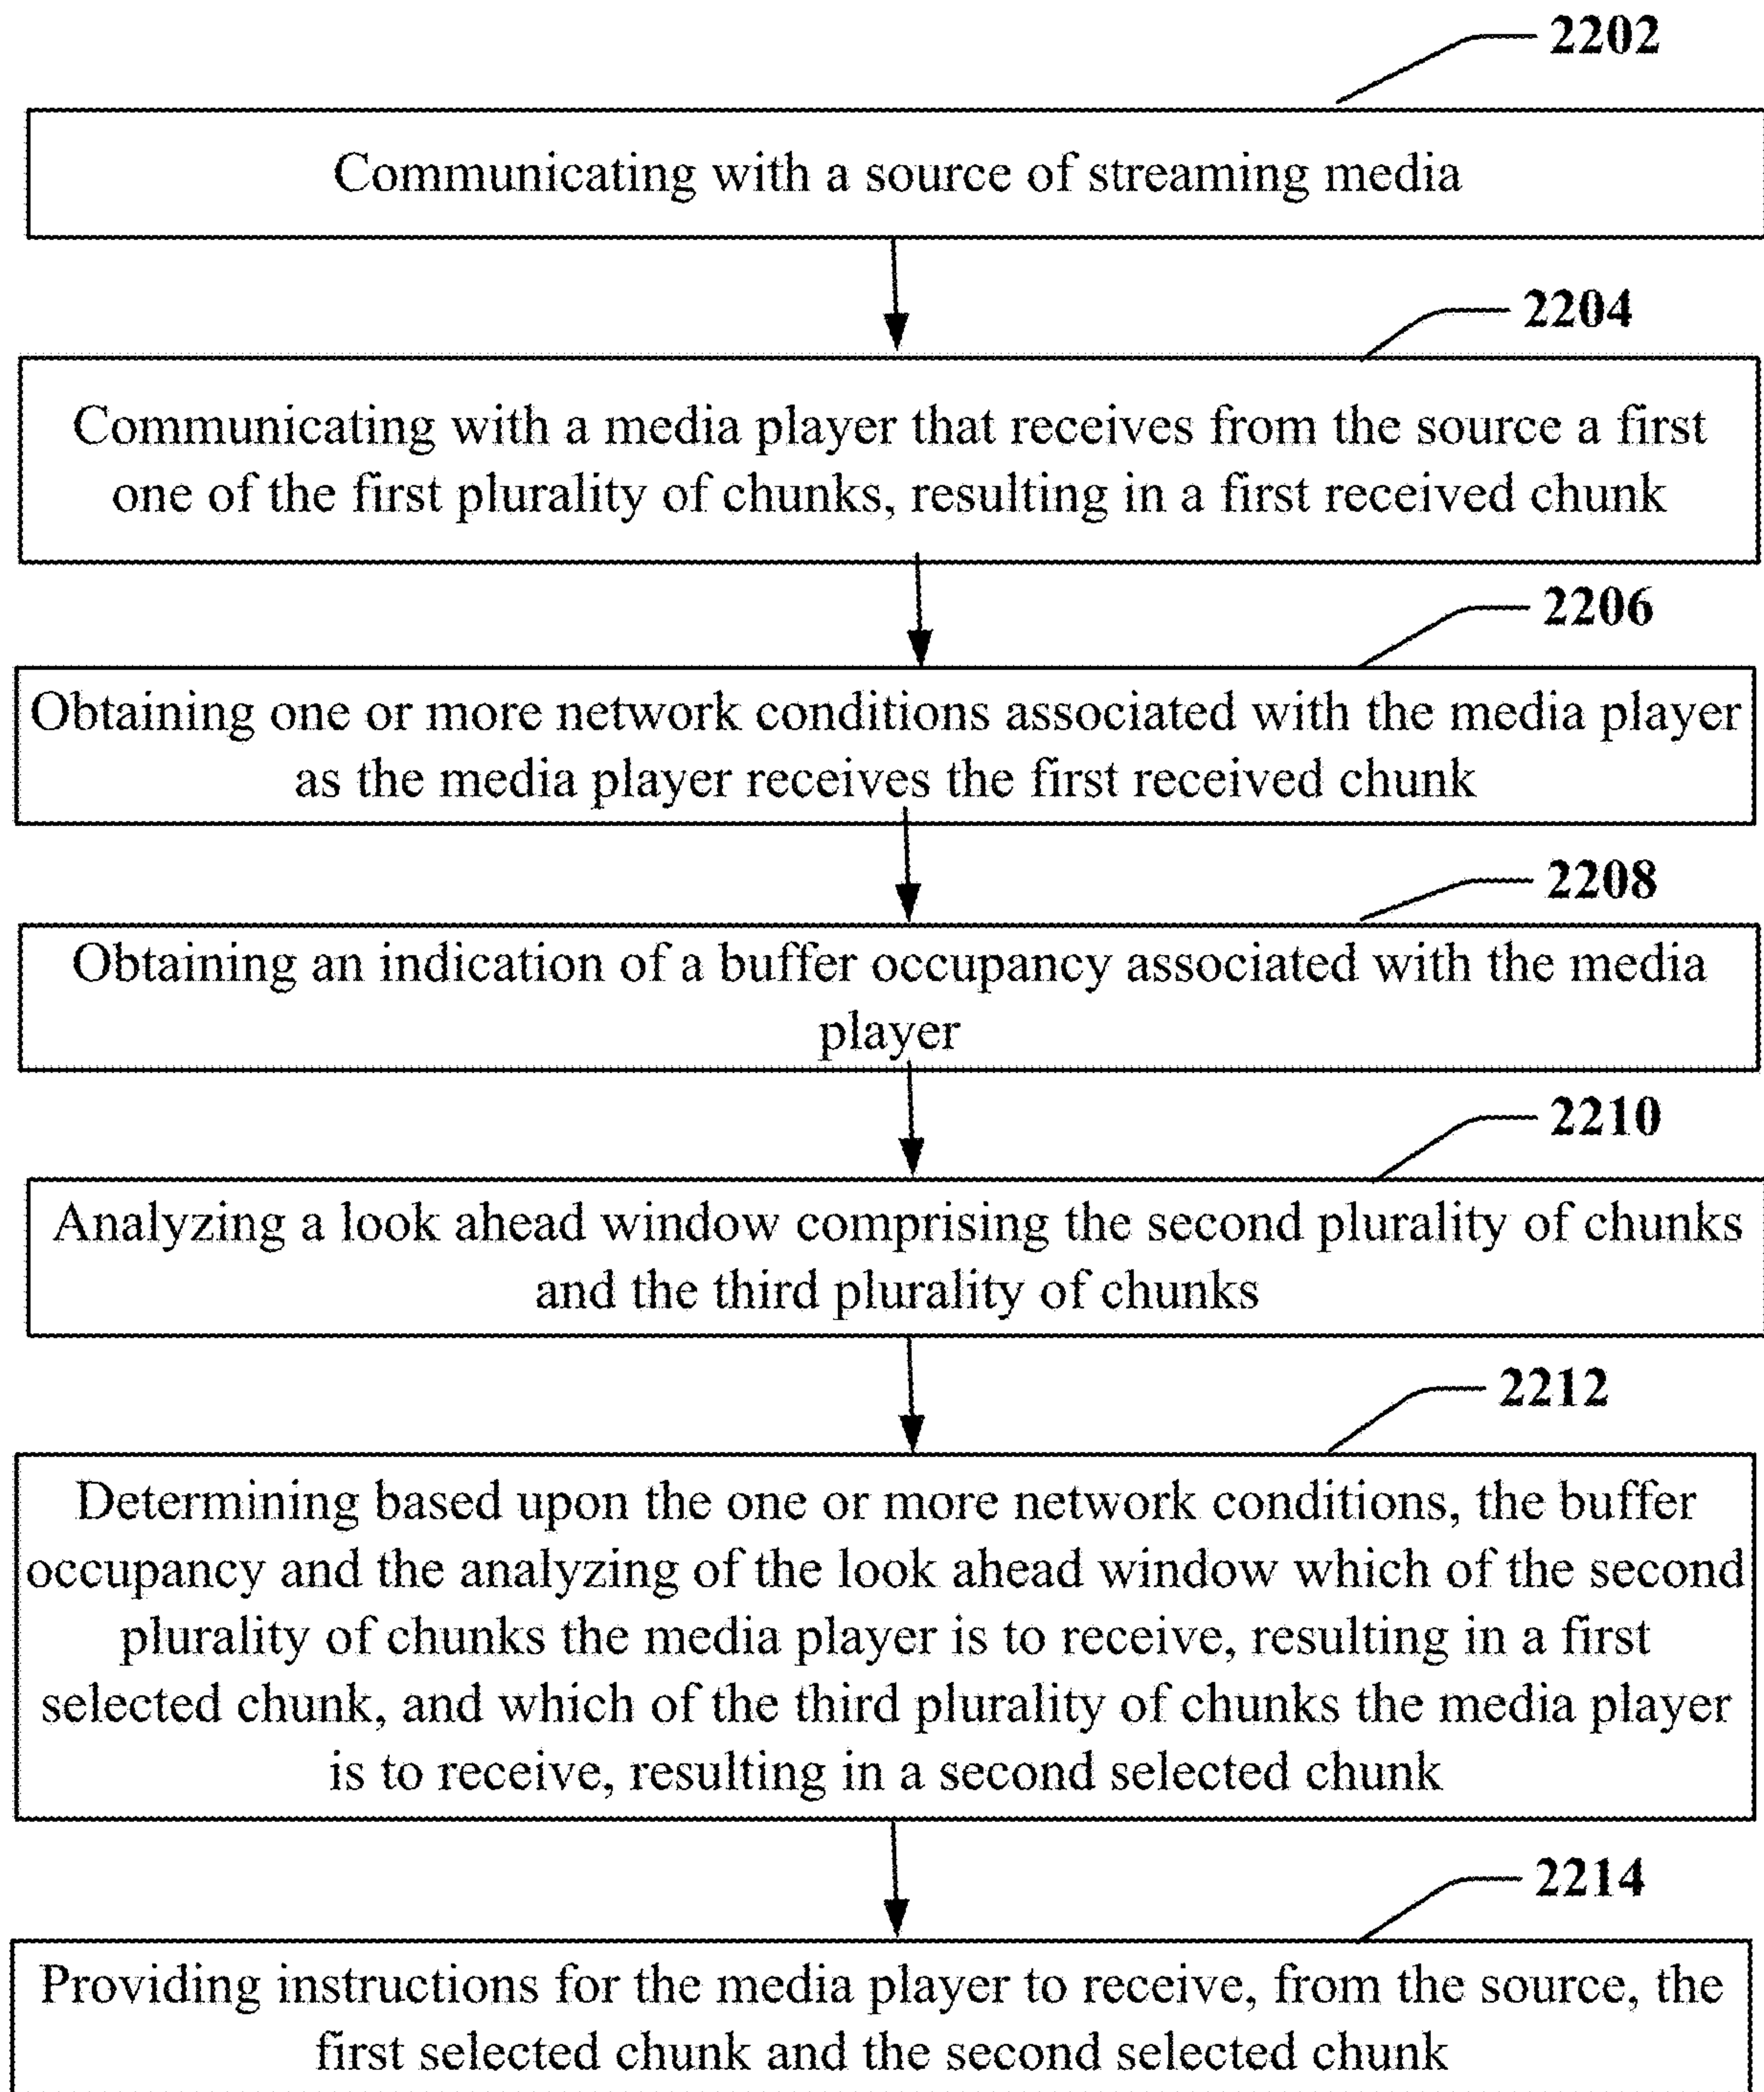 2202
Communicating with a source of streaming media
2204
Communicating with a media player that receives from the source a first
one of the first plurality of chunks, resulting in a first received chunk
2206
Obtaining one or more network conditions associated with the media player
as the media player receives the first received chunk
2208
Obtaining an indication of a buffer occupancy associated with the media
player
2210
Analyzing a look ahead window comprising the second plurality of chunks
and the third plurality of chunks
2212
Determining based upon the one or more network conditions, the buffer
occupancy and the analyzing of the look ahead window which of the second
plurality of chunks the media player is to receive, resulting in a first
selected chunk, and which of the third plurality of chunks the media player
is to receive, resulting in a second selected chunk
2214
Providing instructions for the media player to receive, from the source, the
first selected chunk and the second selected chunk